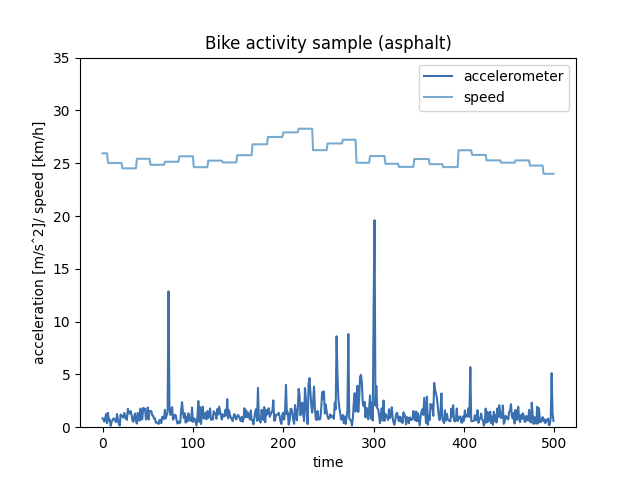 Bike activity sample (asphalt)
accelerometer
speed
35
30
25
20
15
10
5
0
acceleration [m/sˆ2]/ speed [km/h]
0 100 200 300 400 500
time